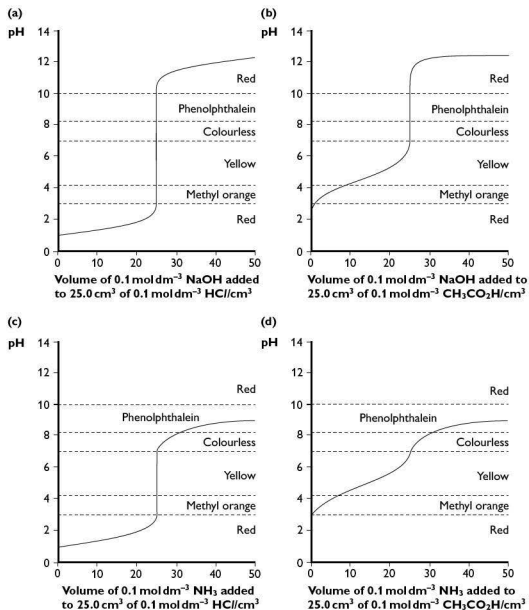 (a)
pH
14
12
10
8
6
4
2
0
Red
Phenolphthalein
Colourless
Yellow
Methyl orange
Red
0 10 20 30 40 50
Volume of 0.1 mol dm⁻³ NaOH added
to 25.0 cm³ of 0.1 mol dm⁻³ HCl/cm³
(b)
pH
14
12
10
8
6
4
2
0
Red
Phenolphthalein
Colourless
Yellow
Methyl orange
Red
0 10 20 30 40 50
Volume of 0.1 mol dm⁻³ NaOH added to
25.0 cm³ of 0.1 mol dm⁻³ CH₃CO₂H/cm³
(c)
pH
14
12
10
8
6
4
2
0
Red
Phenolphthalein
Colourless
Yellow
Methyl orange
Red
0 10 20 30 40 50
Volume of 0.1 mol dm⁻³ NH₃ added
to 25.0 cm³ of 0.1 mol dm⁻³ HCl/cm³
(d)
pH
14
12
10
8
6
4
2
0
Red
Phenolphthalein
Colourless
Yellow
Methyl orange
Red
0 10 20 30 40 50
Volume of 0.1 mol dm⁻³ NH₃ added to
25.0 cm³ of 0.1 mol dm⁻³ CH₃CO₂H/cm³